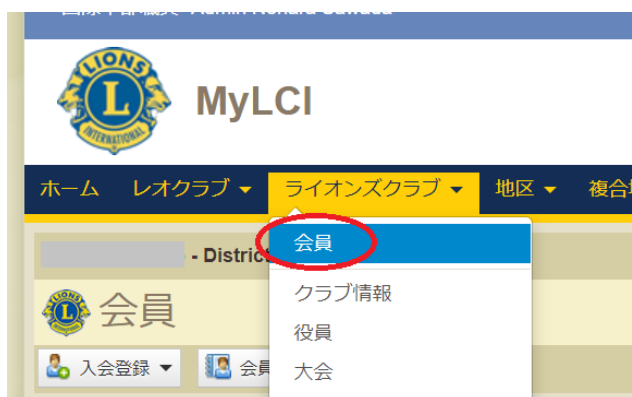 LIONS
L
INTERNATIONAL
MyLCI
ホーム レオクラブ ▼ ライオンズクラブ ▼ 地区 ▼ 複合
会員
- District
クラブ情報
会員
役員
入会登録 ▼ 会員
大会